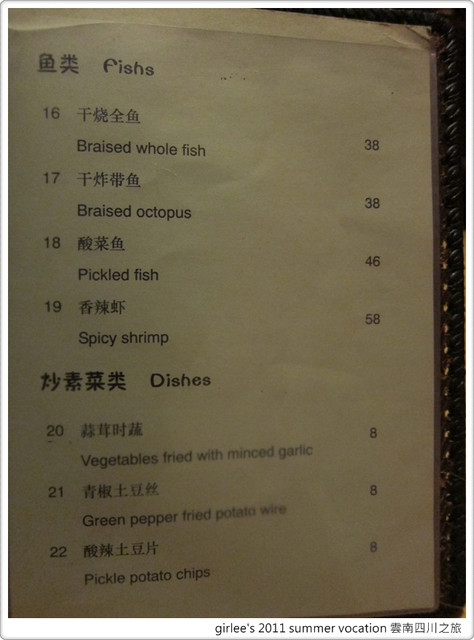 鱼类 Fishs
16 干烧全鱼
Braised whole fish 38
17 干炸带鱼
Braised octopus 38
18 酸菜鱼
Pickled fish 46
19 香辣虾
Spicy shrimp 58
炒素菜类 Dishes
20 蒜茸时蔬 8
Vegetables fried with minced garlic
21 青椒土豆丝 8
Green pepper fried potato wire
22 酸辣土豆片 8
Pickle potato chips
girlee's 2011 summer vocation 雲南四川之旅